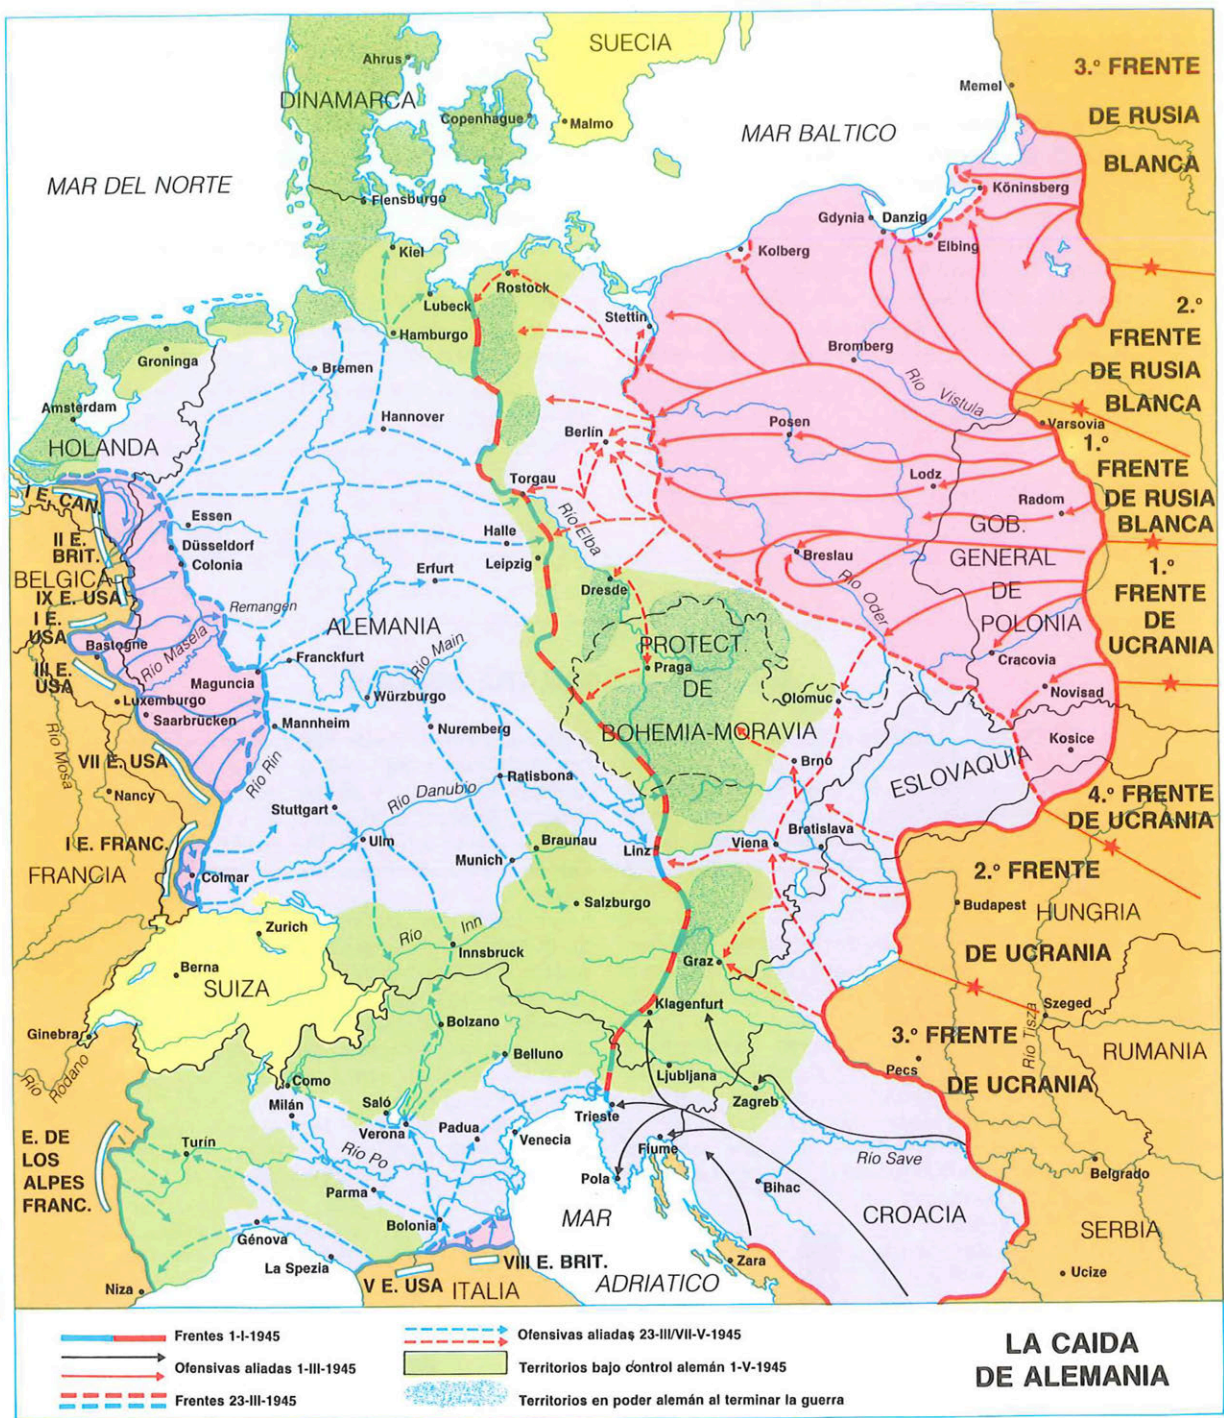 SUECIA
Ahrus
DINAMARCA
Copenhague
Malmo
Memel
3.º FRENTE
DE RUSIA
BLANCA
MAR BALTICO
MAR DEL NORTE
Flensburgo
Köninsberg
Gdynia
Danzig
Elbing
Kolberg
Kiel
Rostock
Lubeck
Stettin
Hamburgo
2.º
FRENTE
DE RUSIA
BLANCA
Groninga
Bremen
Bromberg
Río Vístula
Amsterdam
HOLANDA
Hannover
Berlín
Posen
Varsovia
1.º
FRENTE
DE RUSIA
BLANCA
Lodz
Radom
Torgau
I E. CAN.
Essen
Río Elba
GOB.
GENERAL
DE
POLONIA
II E.
BRIT.
Düsseldorf
Colonia
Halle
Leipzig
Breslau
Río Oder
BELGICA
IX E. USA
Erfurt
Dresde
1.º
FRENTE
DE
UCRANIA
I E.
USA
Remangen
ALEMANIA
PROTECT.
DE
BOHEMIA-MORAVIA
Bastogne
Río Masela
Franckfurt
Río Main
Praga
Cracovia
III E.
USA
Maguncia
Würzburgo
Olomuc
Novisad
Luxemburgo
Saarbrücken
Mannheim
Nuremberg
Kosice
Río Mosa
VII E. USA
Río Rin
Brno
ESLOVAQUIA
Nancy
Ratisbona
Río Danubio
4.º FRENTE
DE UCRANIA
Stuttgart
I E. FRANC.
Ulm
Braunau
Munich
Linz
Viena
Bratislava
FRANCIA
Colmar
2.º FRENTE
DE UCRANIA
Salzburgo
Budapest
HUNGRIA
Zurich
Río Inn
Innsbruck
Berna
SUIZA
Graz
Klagenfurt
Szeged
Ginebra
Bolzano
3.º FRENTE
DE UCRANIA
Río Tisza
RUMANIA
Río Ródano
Belluno
Pecs
Como
Ljubljana
Milán
Saló
Zagreb
Trieste
E. DE
LOS
ALPES
FRANC.
Turín
Verona
Padua
Venecia
Fiume
Río Po
Río Save
Belgrado
Parma
Pola
Bihac
Bolonia
MAR
ADRIATICO
CROACIA
SERBIA
Génova
La Spezia
VIII E. BRIT.
Zara
Niza
V E. USA
ITALIA
Ucize
Frentes 1-I-1945
Ofensivas aliadas 1-III-1945
Frentes 23-III-1945
Ofensivas aliadas 23-III/VII-V-1945
Territorios bajo control alemán 1-V-1945
Territorios en poder alemán al terminar la guerra
LA CAIDA
DE ALEMANIA